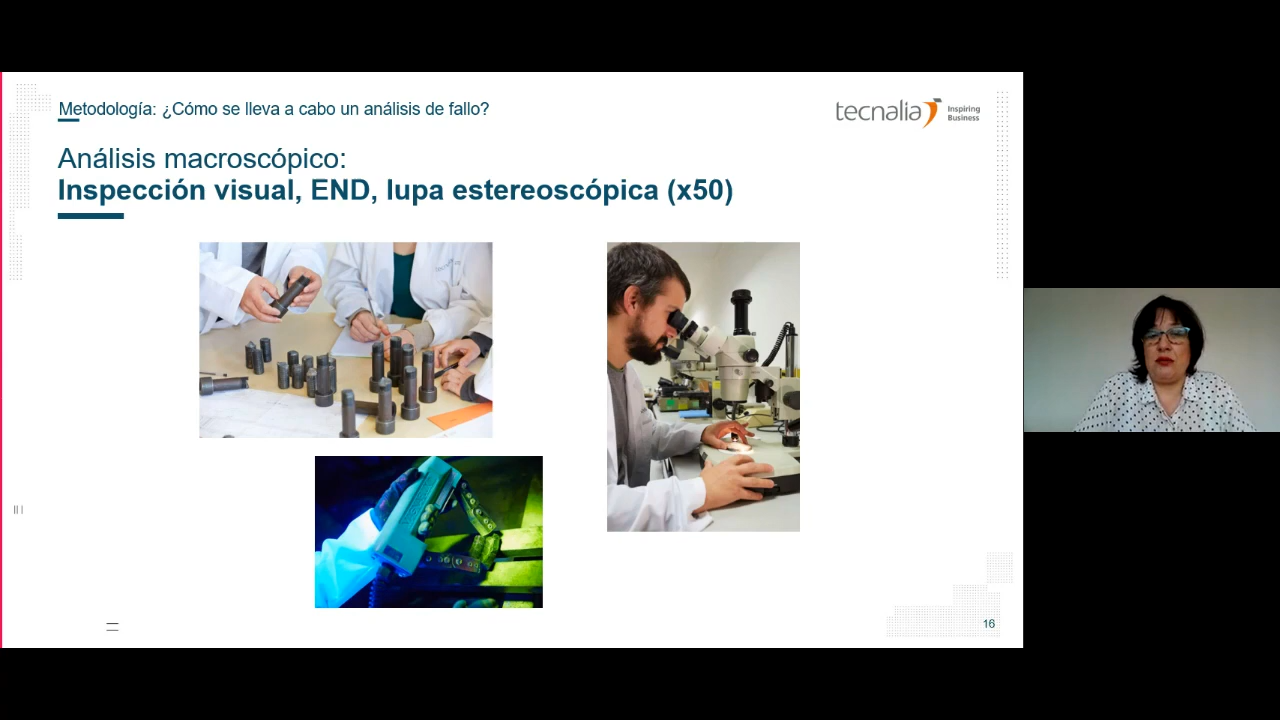 Metodología: ¿Cómo se lleva a cabo un análisis de fallo?
tecnalia Inspiring
Business
Análisis macroscópico:
Inspección visual, END, lupa estereoscópica (x50)
16